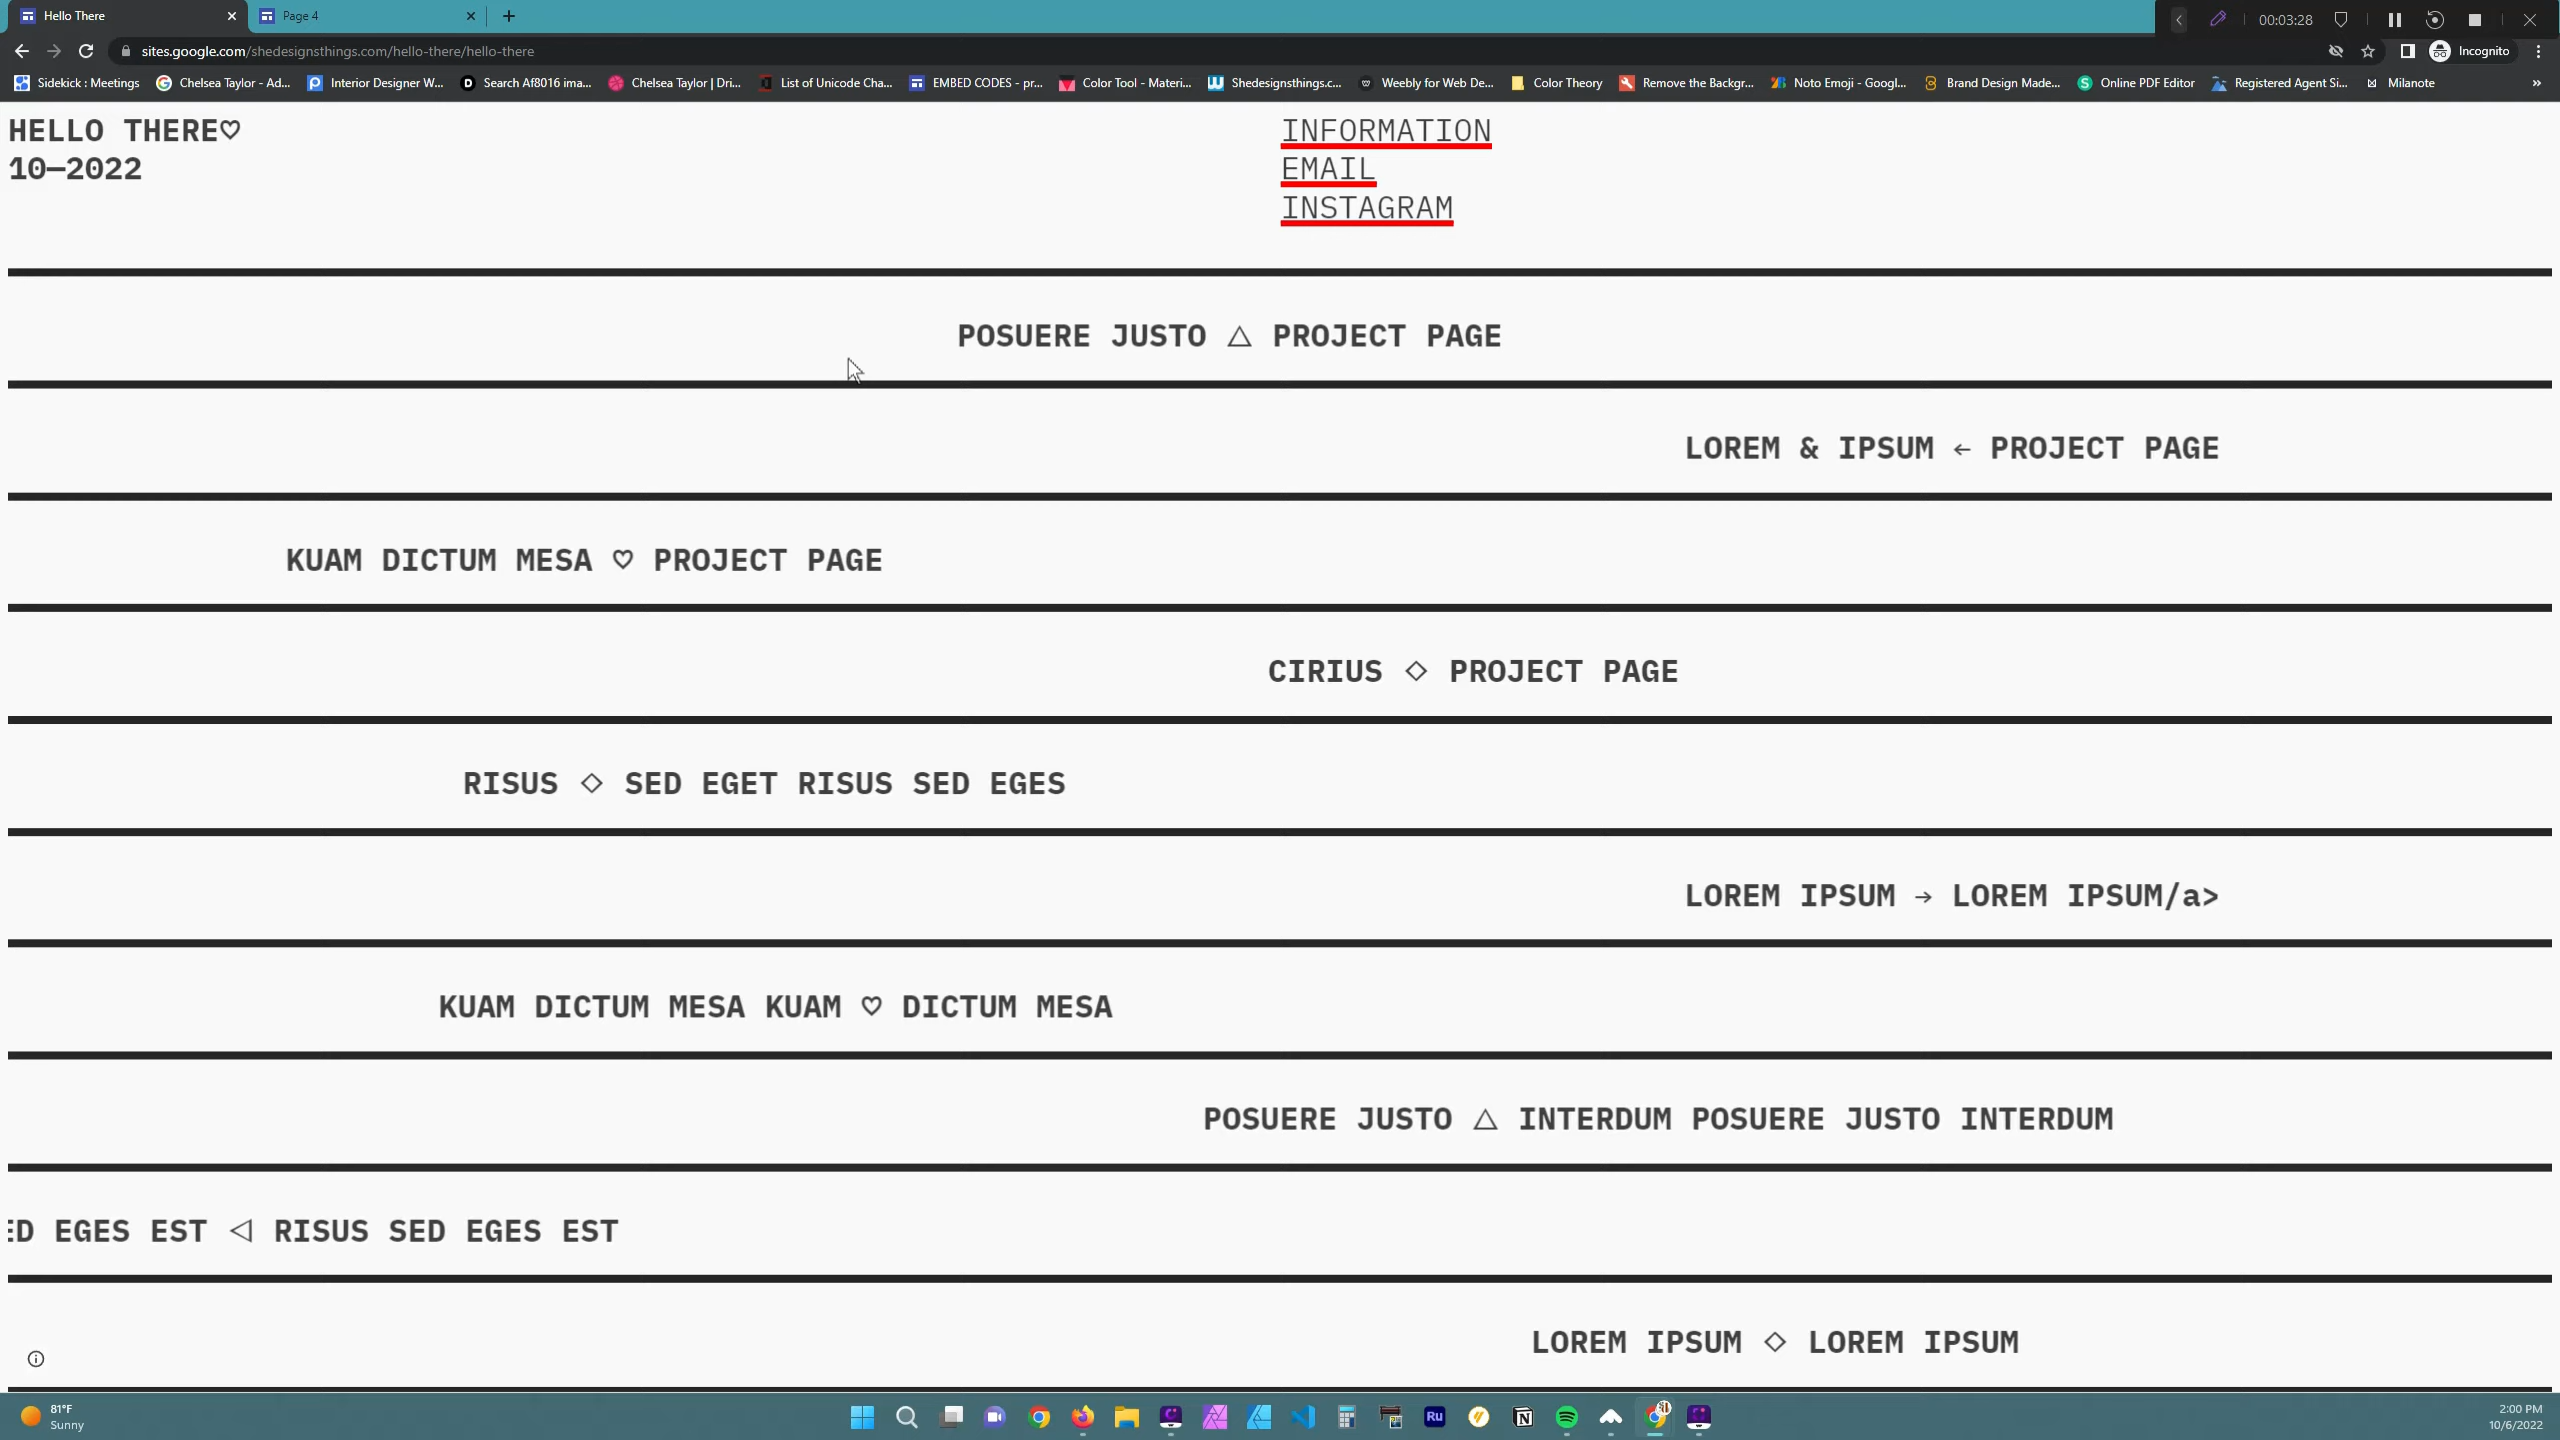 Hello There
Page 4
00:03:28
sites.google.com/shedesignsthings.com/hello-there/hello-there
Incognito
Sidekick : Meetings
Chelsea Taylor - Ad...
Interior Designer W...
Search Af8016 ima...
Chelsea Taylor | Dri...
List of Unicode Cha...
EMBED CODES - pr...
Color Tool - Materi...
Shedesignsthings.c...
Weebly for Web De...
Color Theory
Remove the Backgr...
Noto Emoji - Googl...
Brand Design Made...
Online PDF Editor
Registered Agent Si...
Milanote
»
HELLO THERE♡
10—2022
INFORMATION
EMAIL
INSTAGRAM
POSUERE JUSTO △ PROJECT PAGE
LOREM & IPSUM ← PROJECT PAGE
KUAM DICTUM MESA ♡ PROJECT PAGE
CIRIUS ◇ PROJECT PAGE
RISUS ◇ SED EGET RISUS SED EGES
LOREM IPSUM → LOREM IPSUM/a>
KUAM DICTUM MESA KUAM ♡ DICTUM MESA
POSUERE JUSTO △ INTERDUM POSUERE JUSTO INTERDUM
ED EGES EST ◁ RISUS SED EGES EST
LOREM IPSUM ◇ LOREM IPSUM
81°F
Sunny
Ru
2:00 PM
10/6/2022